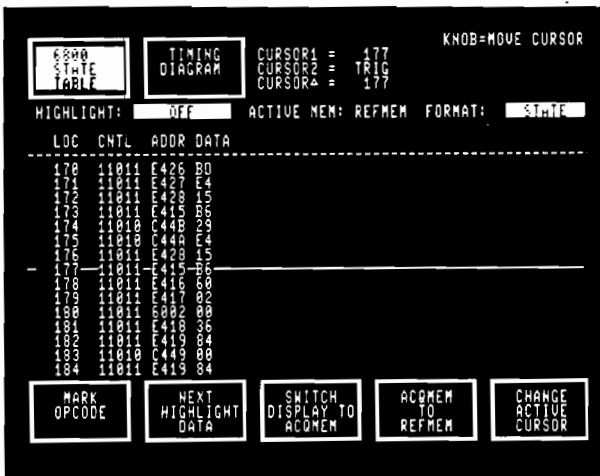 KNOB=MOVE CURSOR
6800
STATE
TABLE
TIMING
DIAGRAM
CURSOR1 = 177
CURSOR2 = TRIG
CURSOR△ = 177
HIGHLIGHT: OFF ACTIVE MEM: REFMEM FORMAT: STATE
LOC CNTL ADDR DATA
170 11011 E426 BD
171 11011 E427 E4
172 11011 E428 15
173 11011 E415 B6
174 11010 C44B 29
175 11010 C44A E4
176 11011 E428 15
177 11011 E415 B6
178 11011 E416 60
179 11011 E417 02
180 11011 6002 00
181 11011 E418 36
182 11011 E419 84
183 11010 C449 00
184 11011 E419 84
MARK
OPCODE
NEXT
HIGHLIGHT
DATA
SWITCH
DISPLAY TO
ACQMEM
ACQMEM
TO
REFMEM
CHANGE
ACTIVE
CURSOR